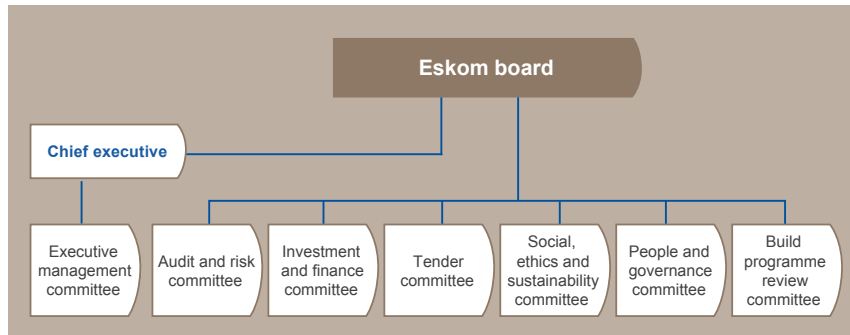 Eskom board
Chief executive
Executive
management
committee
Audit and risk
committee
Investment
and finance
committee
Tender
committee
Social,
ethics and
sustainability
committee
People and
governance
committee
Build
programme
review
committee